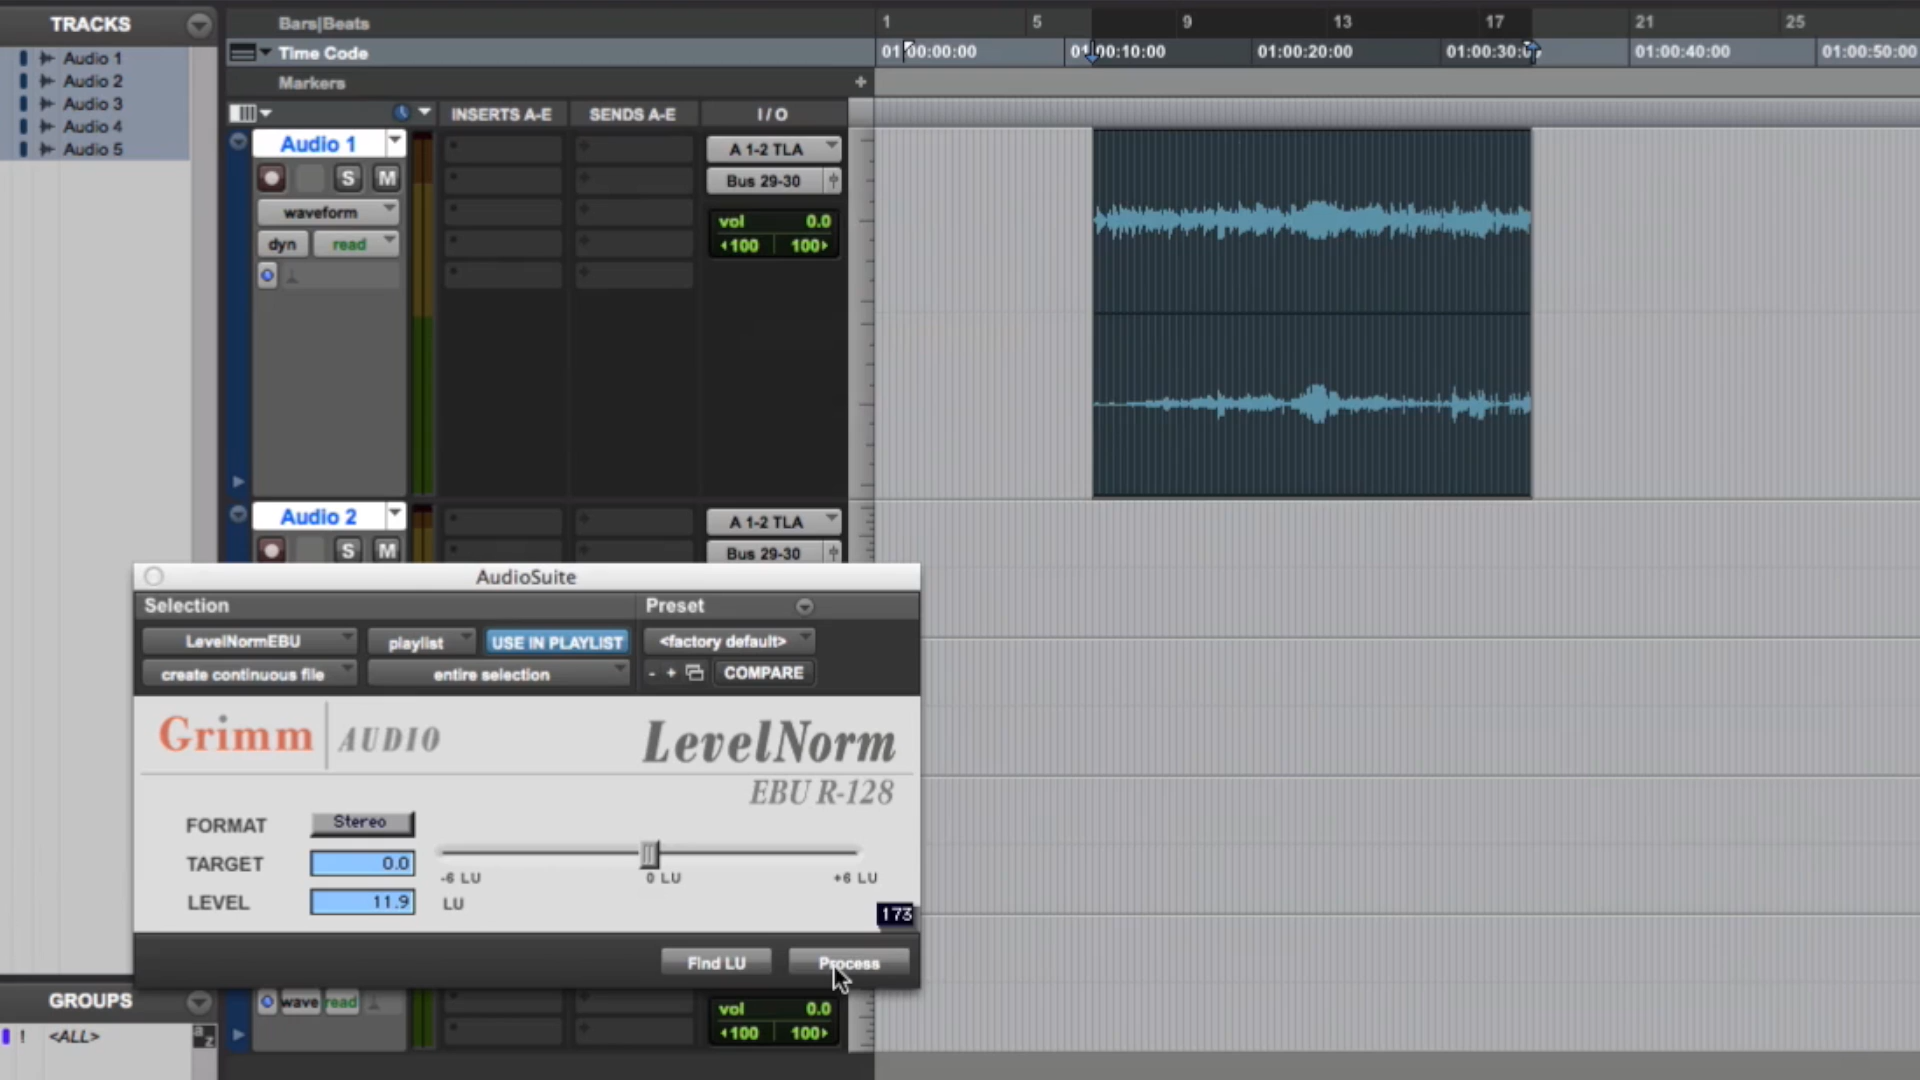 TRACKS
Audio 1
Audio 2
Audio 3
Audio 4
Audio 5
Bars|Beats
1 5 9 13 17 21 25
Time Code
01:00:00:00 01:00:10:00 01:00:20:00 01:00:30:0 01:00:40:00 01:00:50:00
Markers
+
INSERTS A-E SENDS A-E I / O
Audio 1
A 1-2 TLA
S M
Bus 29-30
waveform
vol 0.0
dyn read
100 100
Audio 2
A 1-2 TLA
S M
Bus 29-30
AudioSuite
Selection Preset
LevelNormEBU playlist USE IN PLAYLIST <factory default>
create continuous file entire selection - + COMPARE
Grimm AUDIO LevelNorm
EBU R-128
FORMAT Stereo
TARGET 0.0
-6 LU 0 LU +6 LU
LEVEL 11.9 LU
173
Find LU Process
GROUPS
wave read
vol 0.0
100 100
! <ALL>
a z